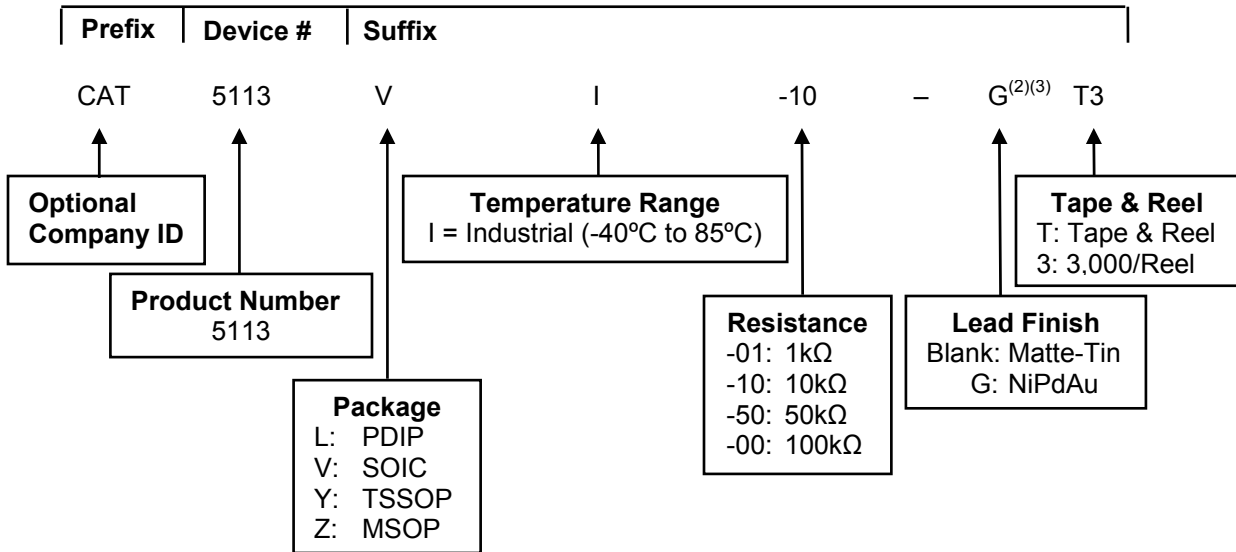 Prefix Device # Suffix
CAT 5113 V I -10 – G(2)(3) T3
Optional
Company ID
Product Number
5113
Package
L: PDIP
V: SOIC
Y: TSSOP
Z: MSOP
Temperature Range
I = Industrial (-40ºC to 85ºC)
Resistance
-01: 1kΩ
-10: 10kΩ
-50: 50kΩ
-00: 100kΩ
Lead Finish
Blank: Matte-Tin
G: NiPdAu
Tape & Reel
T: Tape & Reel
3: 3,000/Reel